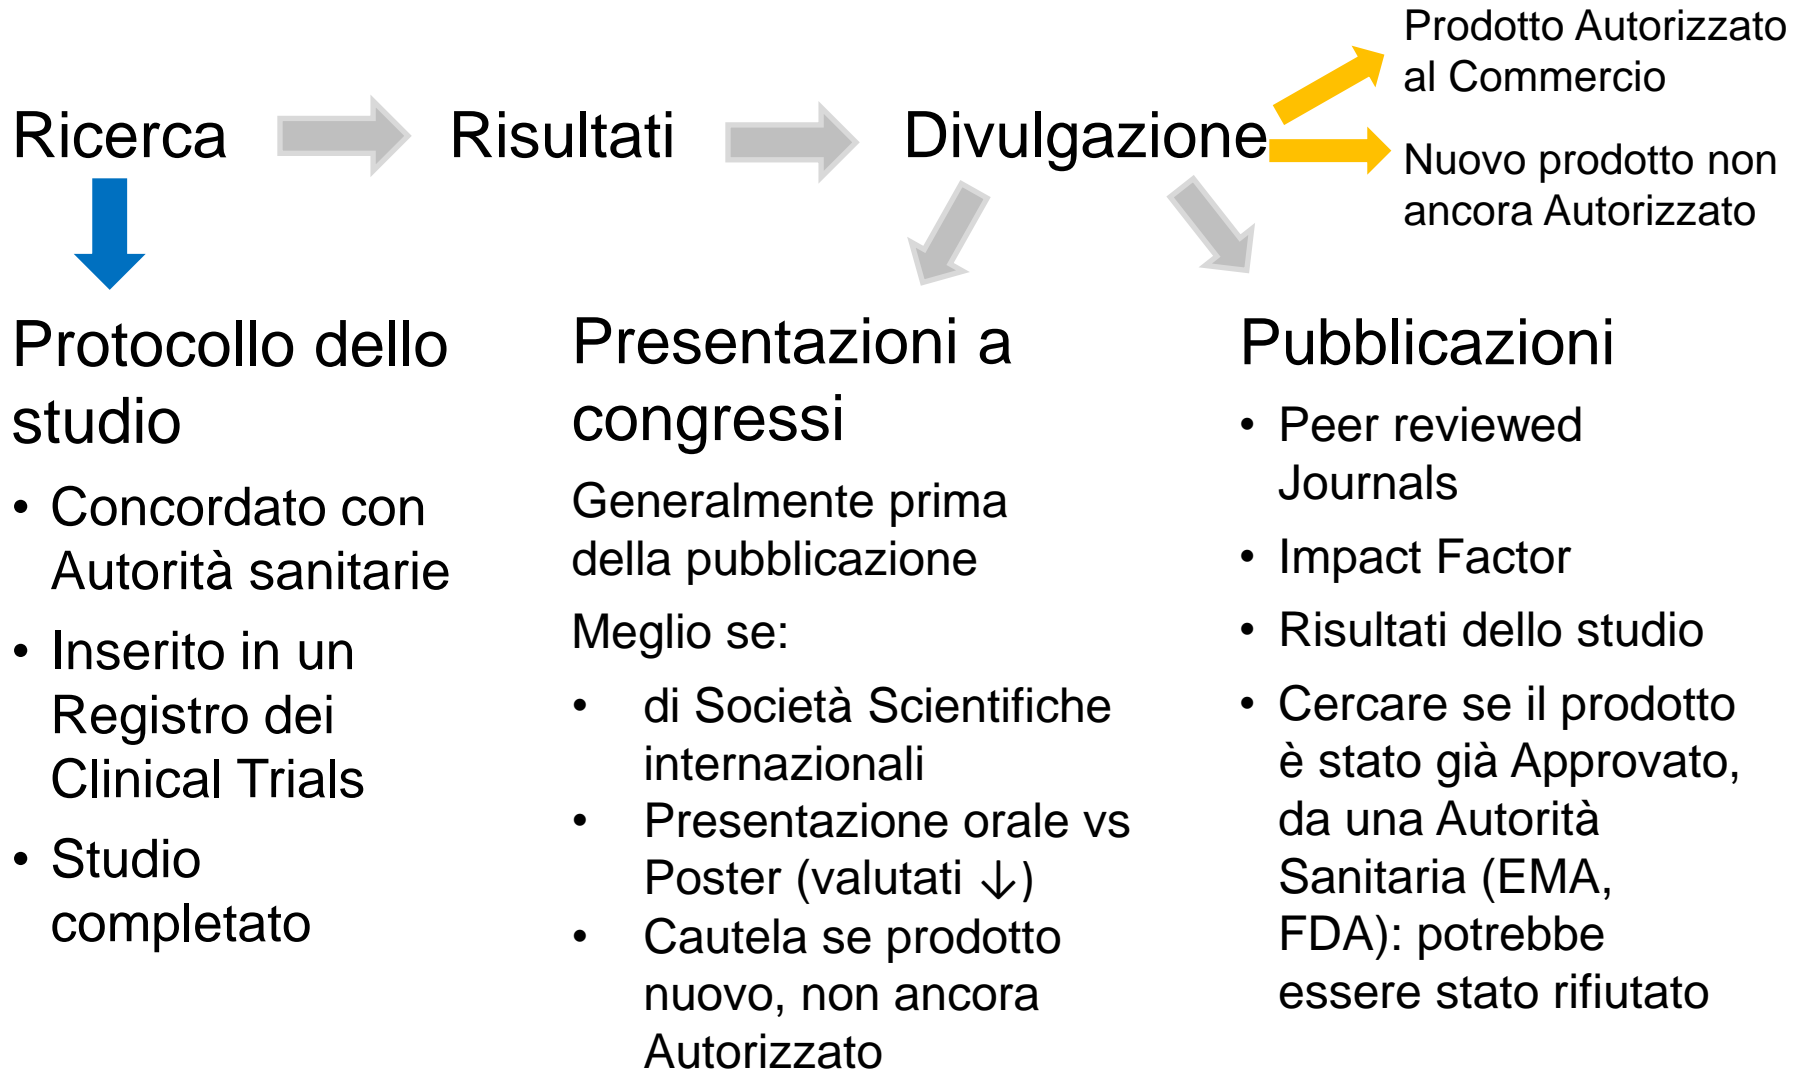 Ricerca
Risultati
Divulgazione
Prodotto Autorizzato
al Commercio
Nuovo prodotto non
ancora Autorizzato
Protocollo dello
studio
• Concordato con
Autorità sanitarie
• Inserito in un
Registro dei
Clinical Trials
• Studio
completato
Presentazioni a
congressi
Generalmente prima
della pubblicazione
Meglio se:
• di Società Scientifiche
internazionali
• Presentazione orale vs
Poster (valutati ↓)
• Cautela se prodotto
nuovo, non ancora
Autorizzato
Pubblicazioni
• Peer reviewed
Journals
• Impact Factor
• Risultati dello studio
• Cercare se il prodotto
è stato già Approvato,
da una Autorità
Sanitaria (EMA,
FDA): potrebbe
essere stato rifiutato